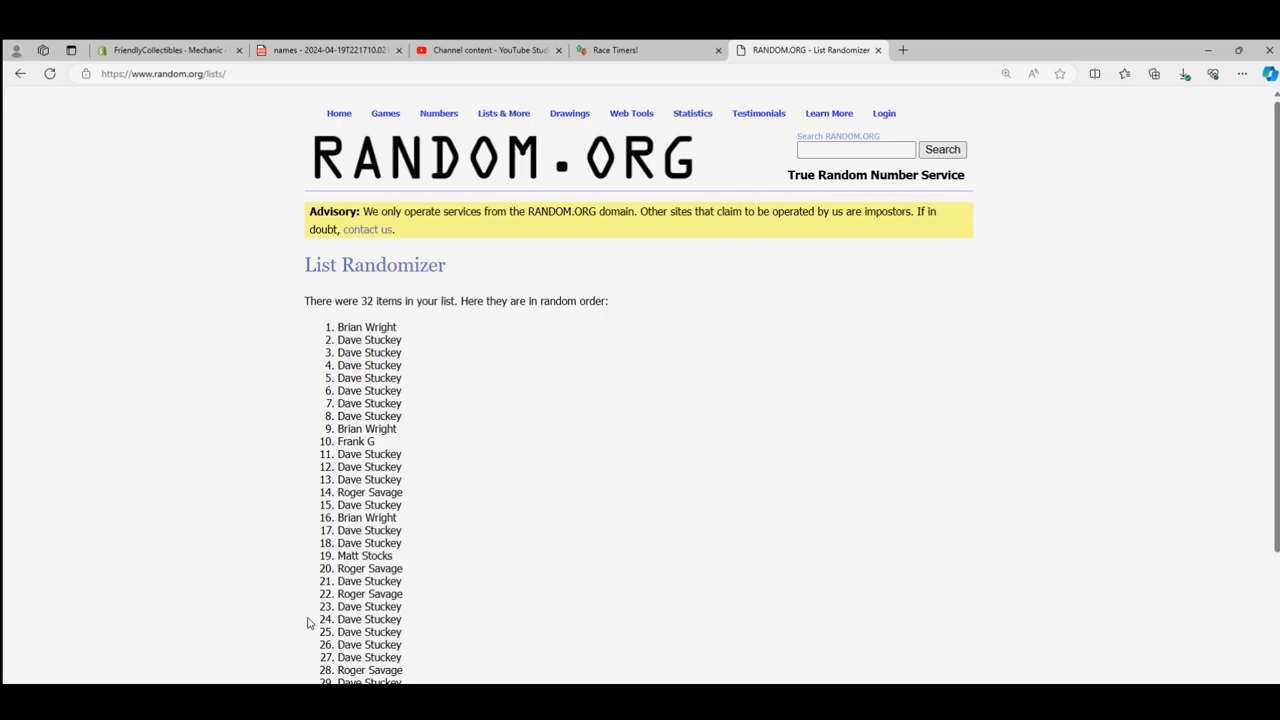 FriendlyCollectibles - Mechanic -
names - 2024-04-19T221710.021
Channel content - YouTube Stud
Race Timers!
RANDOM.ORG - List Randomizer
https://www.random.org/lists/
Home Games Numbers Lists & More Drawings Web Tools Statistics Testimonials Learn More Login
RANDOM.ORG
Search RANDOM.ORG
Search
True Random Number Service
Advisory: We only operate services from the RANDOM.ORG domain. Other sites that claim to be operated by us are impostors. If in
doubt, contact us.
List Randomizer
There were 32 items in your list. Here they are in random order:
1. Brian Wright
2. Dave Stuckey
3. Dave Stuckey
4. Dave Stuckey
5. Dave Stuckey
6. Dave Stuckey
7. Dave Stuckey
8. Dave Stuckey
9. Brian Wright
10. Frank G
11. Dave Stuckey
12. Dave Stuckey
13. Dave Stuckey
14. Roger Savage
15. Dave Stuckey
16. Brian Wright
17. Dave Stuckey
18. Dave Stuckey
19. Matt Stocks
20. Roger Savage
21. Dave Stuckey
22. Roger Savage
23. Dave Stuckey
24. Dave Stuckey
25. Dave Stuckey
26. Dave Stuckey
27. Dave Stuckey
28. Roger Savage
29. Dave Stuckey